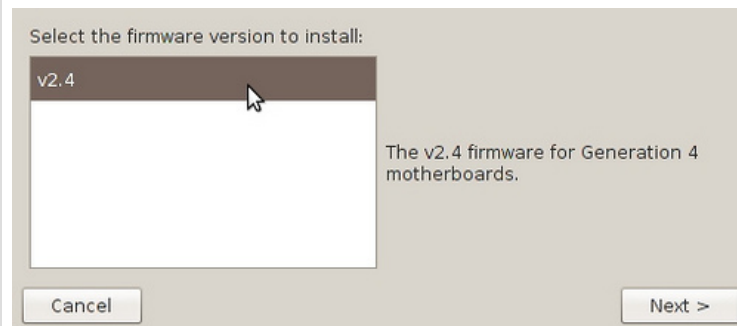 Select the firmware version to install:
v2.4
The v2.4 firmware for Generation 4
motherboards.
Cancel
Next >